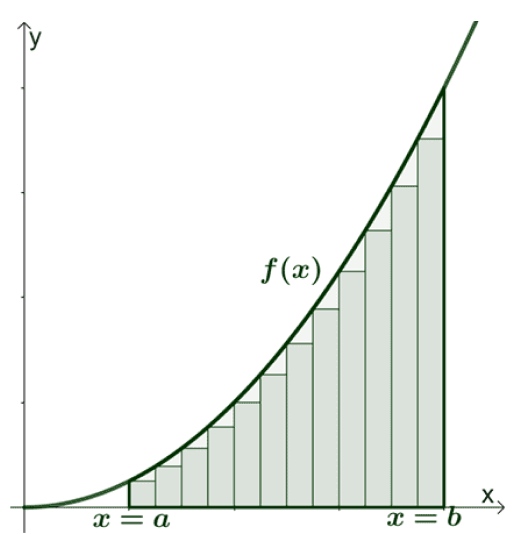 y
f(x)
x
x = a
x = b